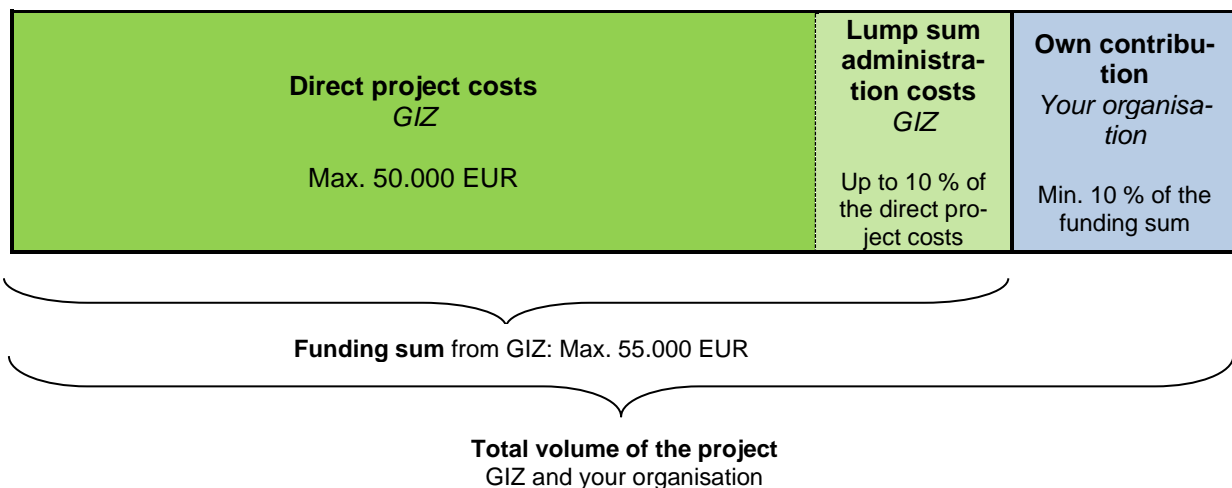 Direct project costs
GIZ
Max. 50.000 EUR
Lump sum
administra-
tion costs
GIZ
Up to 10 % of
the direct pro-
ject costs
Own contribu-
tion
Your organisa-
tion
Min. 10 % of the
funding sum
Funding sum from GIZ: Max. 55.000 EUR
Total volume of the project
GIZ and your organisation